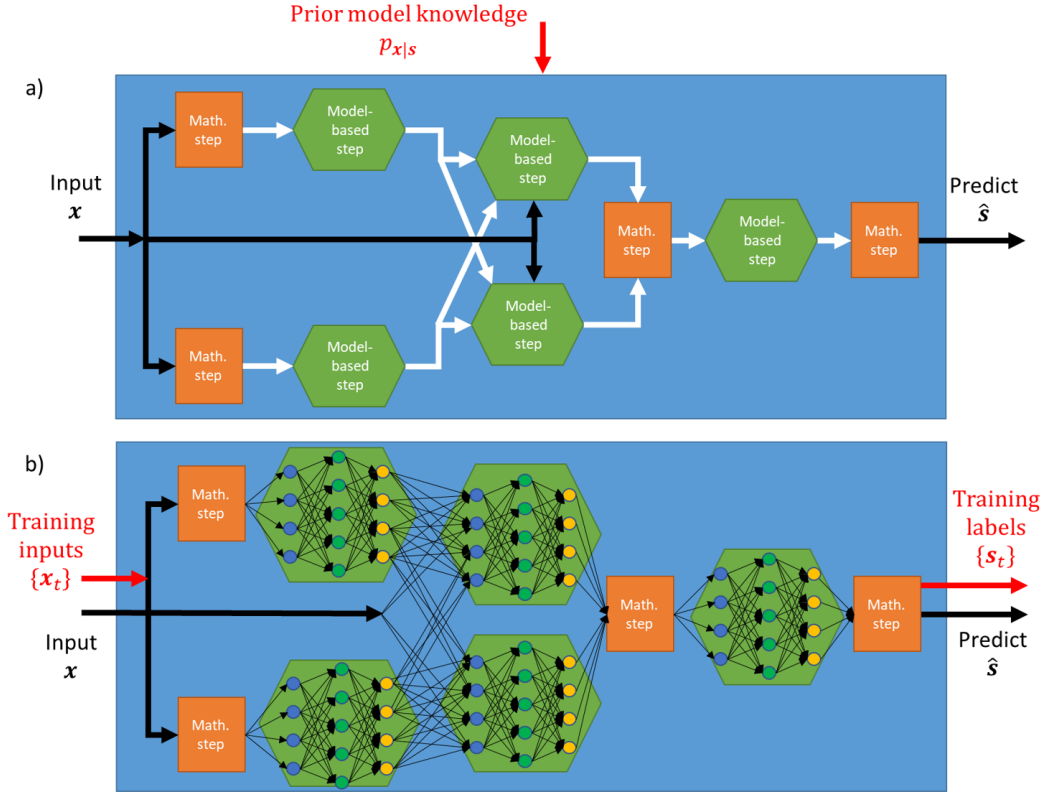 Prior model knowledge
p_{x|s}
a)
Math.
step
Model-
based
step
Model-
based
step
Input
x
Math.
step
Model-
based
step
Math.
step
Predict
ŝ
Model-
based
step
Math.
step
Model-
based
step
b)
Math.
step
Training
inputs
{x_t}
Training
labels
{s_t}
Math.
step
Math.
step
Input
x
Predict
ŝ
Math.
step